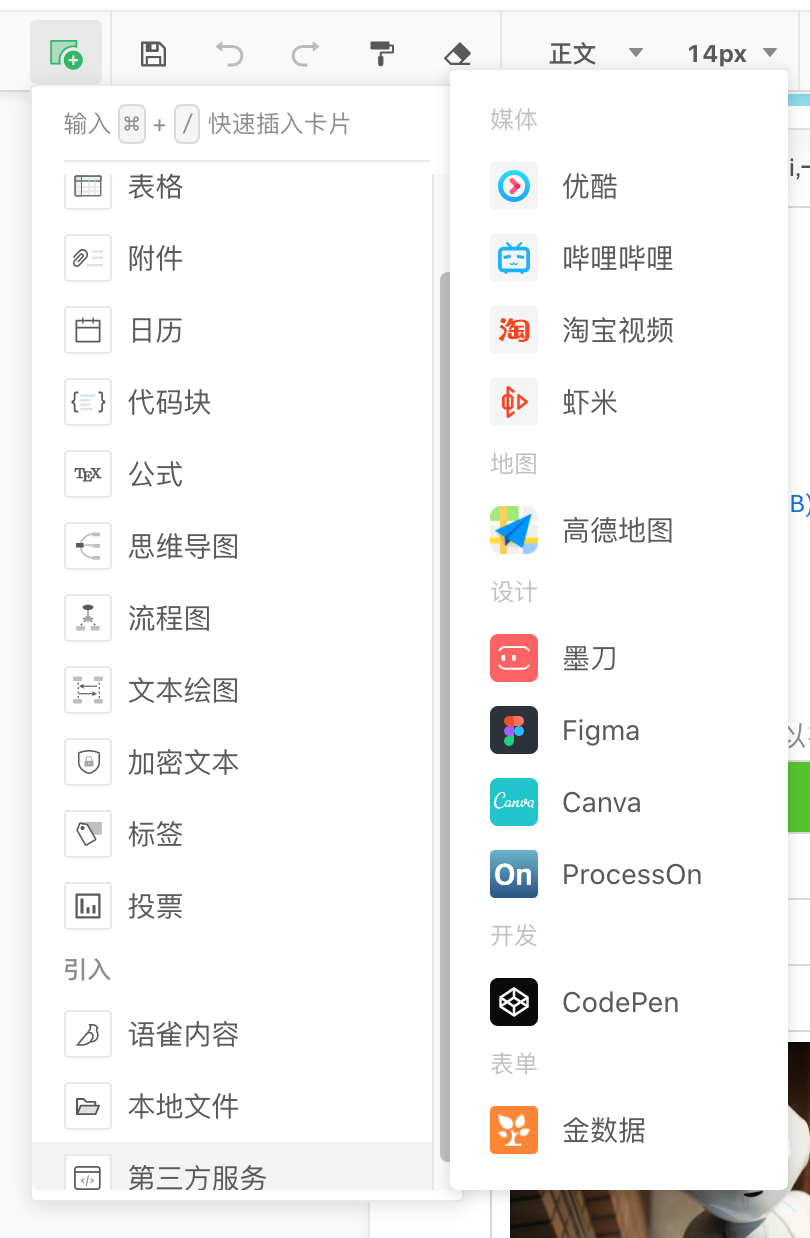 正文 14px
输入 ⌘ + / 快速插入卡片
表格
附件
日历
代码块
TEX 公式
思维导图
流程图
文本绘图
加密文本
标签
投票
引入
语雀内容
本地文件
第三方服务
媒体
优酷
哔哩哔哩
淘 淘宝视频
虾米
地图
高德地图
设计
墨刀
Figma
Canva Canva
On ProcessOn
开发
CodePen
表单
金数据
i,
B)
以